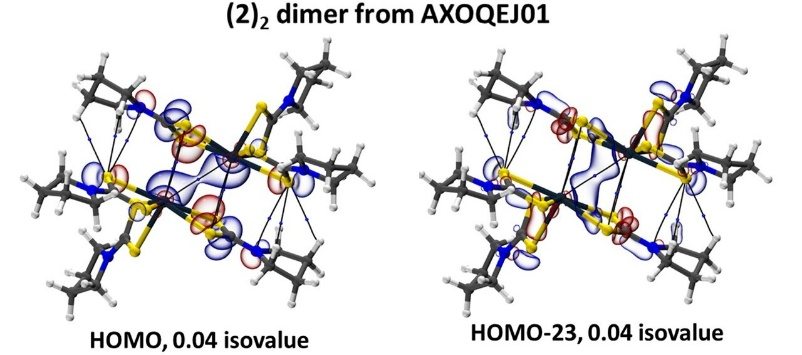 (2)₂ dimer from AXOQEJ01
HOMO, 0.04 isovalue
HOMO-23, 0.04 isovalue